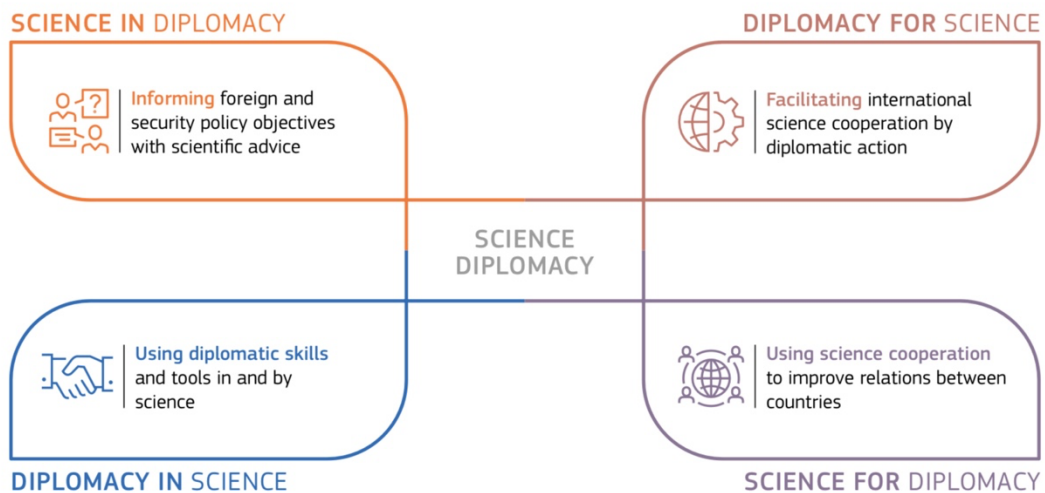 SCIENCE IN DIPLOMACY
Informing foreign and
security policy objectives
with scientific advice
DIPLOMACY FOR SCIENCE
Facilitating international
science cooperation by
diplomatic action
SCIENCE
DIPLOMACY
Using diplomatic skills
and tools in and by
science
DIPLOMACY IN SCIENCE
Using science cooperation
to improve relations between
countries
SCIENCE FOR DIPLOMACY